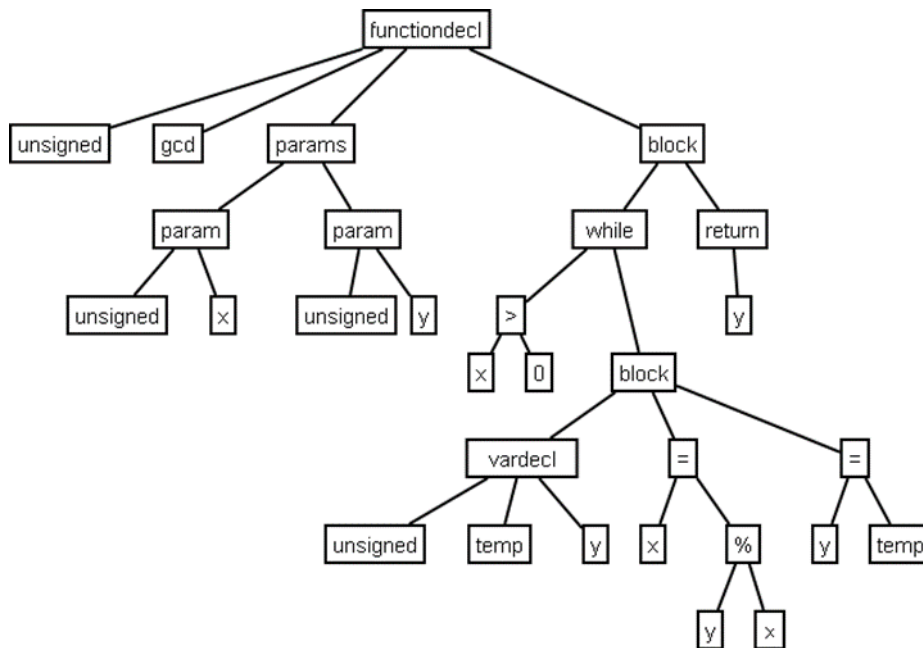 functiondecl
unsigned gcd params block
param param while return
unsigned x unsigned y > y
x 0 block
vardecl = =
unsigned temp y x % y temp
y x